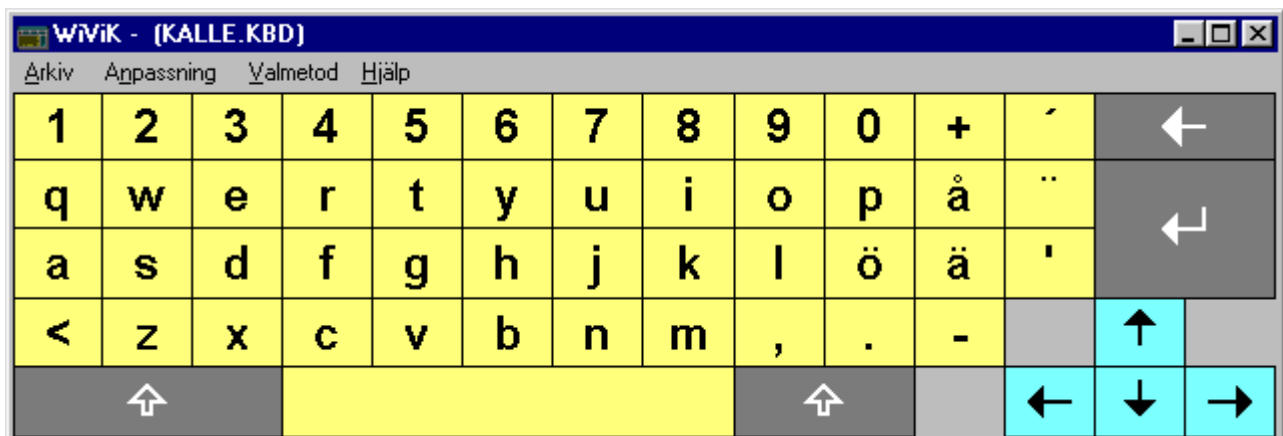 WiViK - (KALLE.KBD)
Arkiv Anpassning Valmetod Hjälp
1 2 3 4 5 6 7 8 9 0 + ´
q w e r t y u i o p å ¨
a s d f g h j k l ö ä '
< z x c v b n m , . -